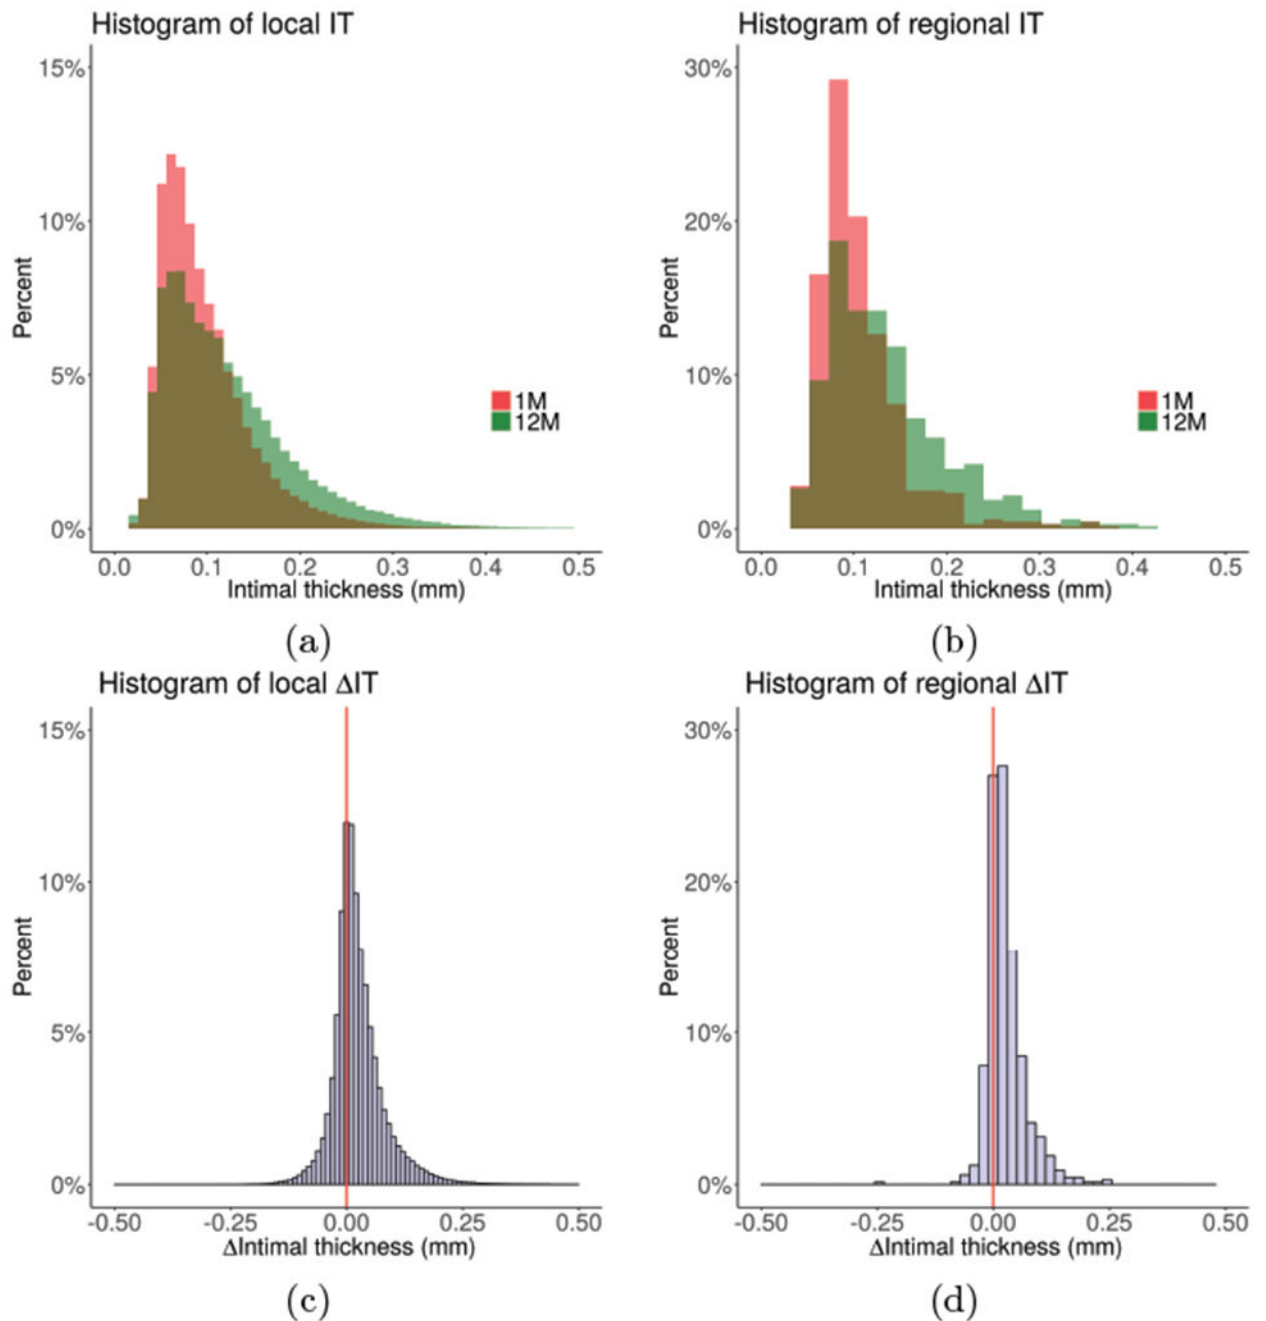 Histogram of local IT
15%
10%
5%
0%
Percent
1M
12M
0.0 0.1 0.2 0.3 0.4 0.5
Intimal thickness (mm)
(a)
Histogram of regional IT
30%
20%
10%
0%
Percent
1M
12M
0.0 0.1 0.2 0.3 0.4 0.5
Intimal thickness (mm)
(b)
Histogram of local ΔIT
15%
10%
5%
0%
Percent
-0.50 -0.25 0.00 0.25 0.50
ΔIntimal thickness (mm)
(c)
Histogram of regional ΔIT
30%
20%
10%
0%
Percent
-0.50 -0.25 0.00 0.25 0.50
ΔIntimal thickness (mm)
(d)